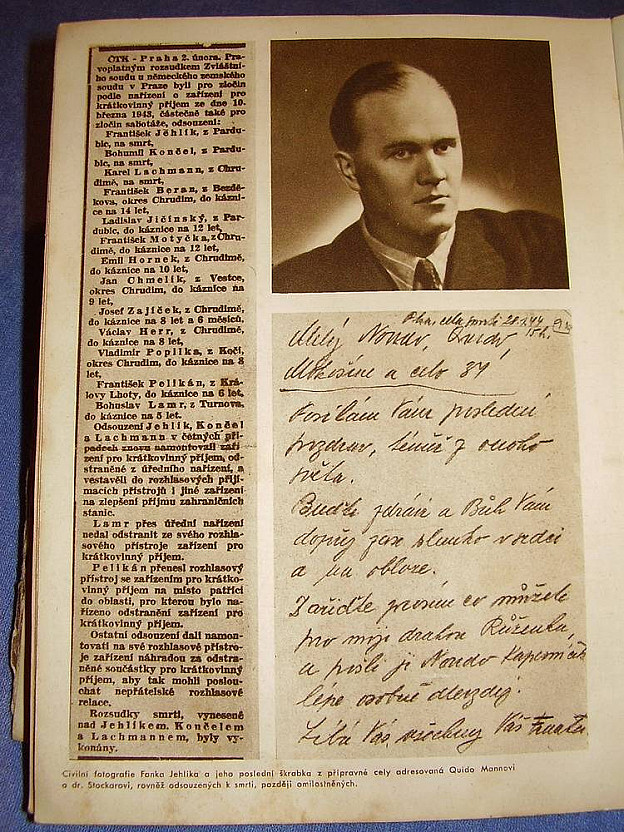 ČTK - Praha 2. února. Pra-
voplatným rozsudkem Zvláštní-
ho soudu u německého zemského
soudu v Praze byli pro zločin
podle nařízení o zařízení pro
krátkovlnný příjem ze dne 10.
března 1943, částečně také pro
zločin sabotáže, odsouzeni:
František Jehlík, z Pardu-
bic, na smrt,
Bohumil Končel, z Pardu-
bic, na smrt,
Karel Lachmann, z Chru-
dimě, na smrt,
František Beran, z Bezdě-
kova, okres Chrudim, do kázni-
ce na 14 let,
Ladislav Jičínský, z Par-
dubic, do káznice na 12 let,
František Motyčka, z Chru-
dimě, do káznice na 12 let,
Emil Hornek, z Chrudimě,
do káznice na 10 let,
Jan Chmelík, z Vestce,
okres Chrudim, do káznice na
9 let,
Josef Zajíček, z Chrudimě,
do káznice na 8 let a 6 měsíců,
Václav Herr, z Chrudimě,
do káznice na 8 let,
Vladimír Popilka, z Kočí,
okres Chrudim, do káznice na 8
let,
František Pelikán, z Krá-
lovy Lhoty, do káznice na 6 let,
Bohuslav Lamr, z Turnova,
do káznice na 5 let.
Odsouzení Jehlík, Končel
a Lachmann v četných pří-
padech znovu namontovali zaří-
zení pro krátkovlnný příjem, od-
straněné z úředního nařízení, a
vestavěli do rozhlasových přijí-
macích přístrojů i jiné zařízení
na zlepšení příjmu zahraničních
stanic.
Lamr přes úřední nařízení
nedal odstranit ze svého rozhla-
sového přístroje zařízení pro
krátkovlnný příjem.
Pelikán přenesl rozhlasový
přístroj se zařízením pro krátko-
vlnný příjem na místo patřící
do oblasti, pro kterou bylo na-
řízeno odstranění zařízení pro
krátkovlnný příjem.
Ostatní odsouzení dali namon-
tovati na své rozhlasové přístro-
je zařízení náhradou za odstra-
něné součástky pro krátkovlnný
příjem, aby tak mohli poslou-
chat nepřátelské rozhlasové
relace.
Rozsudky smrti, vynesené
nad Jehlíkem, Končelem
a Lachmannem, byly vy-
konány.
Milý Nondo, Quido
a celo 84,
Posílám Vám poslední
pozdrav, téměř z onoho
světa.
Buďte zdrávi a Bůh Vám
dopřej zase slunko v srdci
a na obloze.
Zařiďte prosím co můžete
pro moji drahou Růženku,
a pošli jí Nondo kapesníček
lépe osobně
Líbá Vás všechny Váš Franta
Civilní fotografie Fanka Jehlíka a jeho poslední škrabka z přípravné cely adresovaná Quido Mannovi
a dr. Stockarovi, rovněž odsouzených k smrti, později omilostněných.